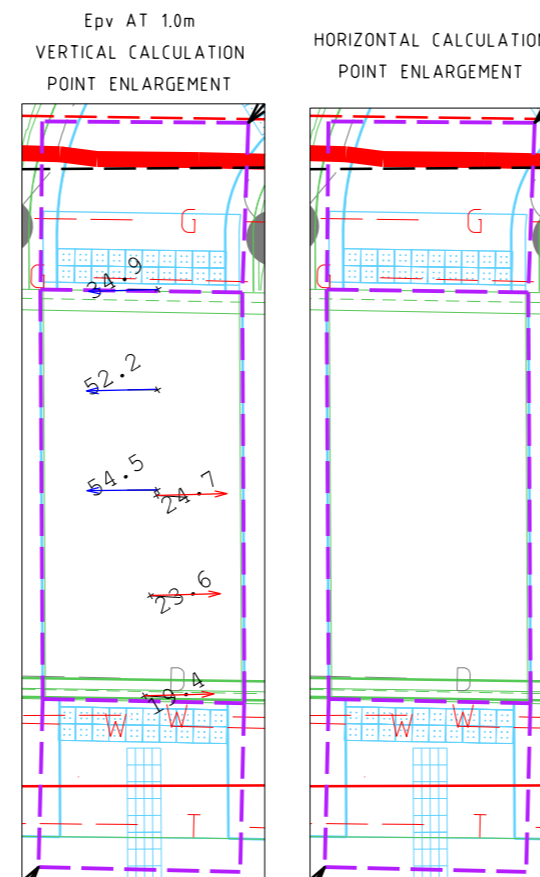 Epv AT 1.0m
VERTICAL CALCULATION
POINT ENLARGEMENT
G
G
34.9
52.2
54.5
24.7
23.6
D
19.4
W
W
T
HORIZONTAL CALCULATION
POINT ENLARGEMENT
G
G
D
W
W
T